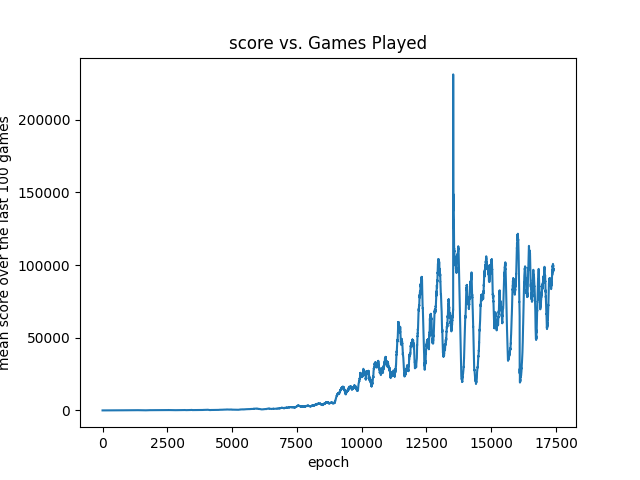 score vs. Games Played
mean score over the last 100 games
200000
150000
100000
50000
0
0 2500 5000 7500 10000 12500 15000 17500
epoch